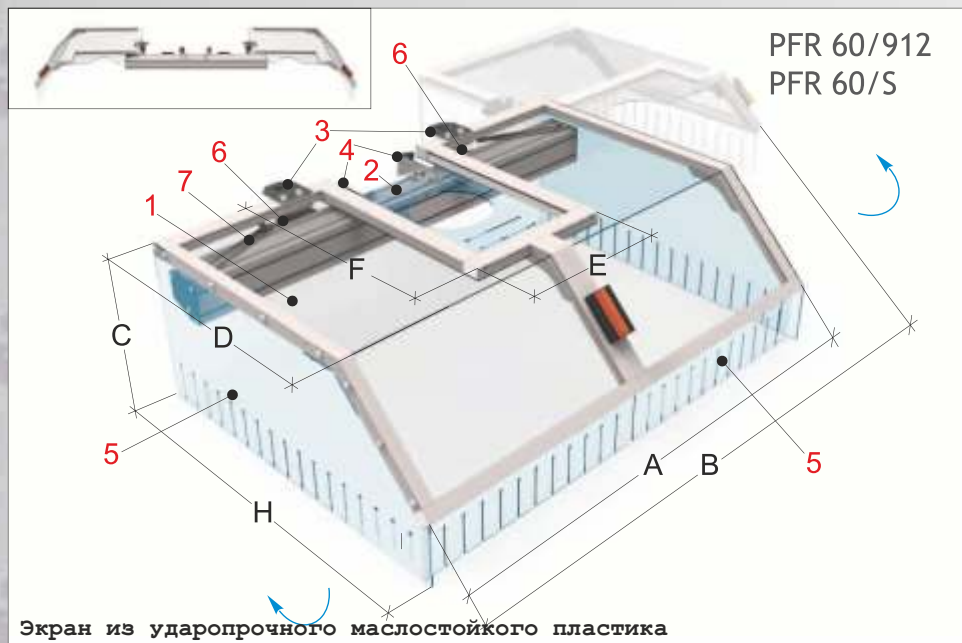 PFR 60/912
PFR 60/S
6
3
6
4
2
7
1
F
E
C
D
5
A
B
5
H
Экран из ударопрочного маслостойкого пластика